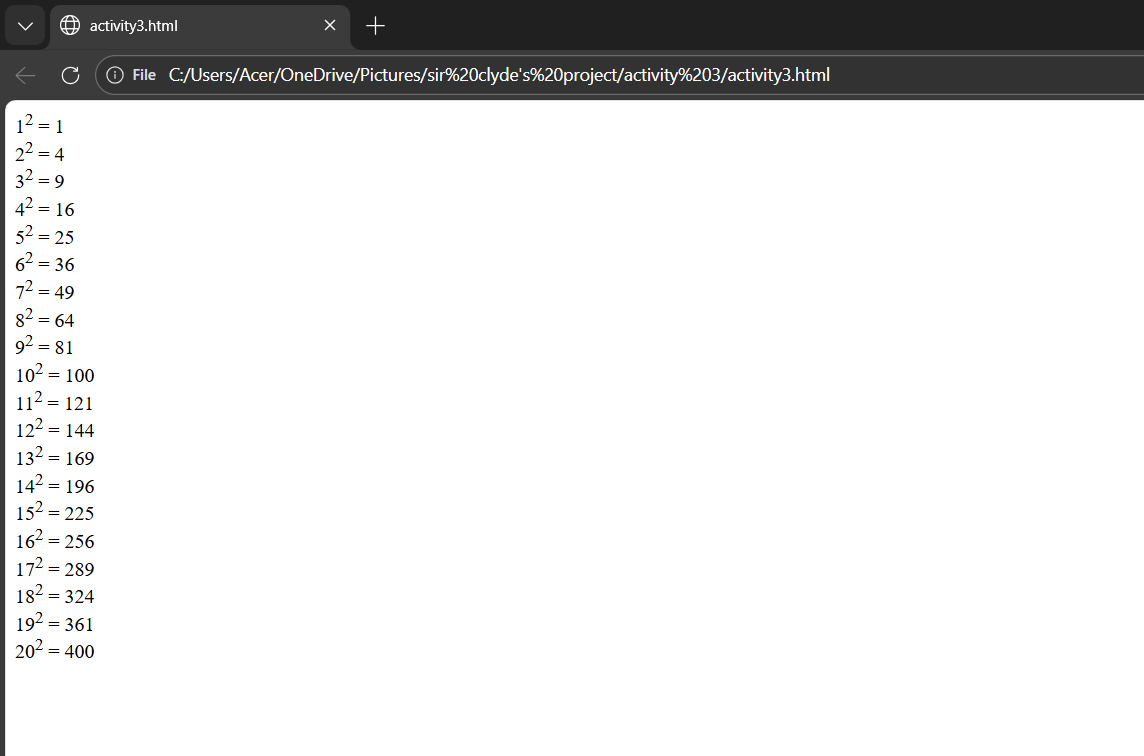 activity3.html
File C:/Users/Acer/OneDrive/Pictures/sir%20clyde's%20project/activity%203/activity3.html
1² = 1
2² = 4
3² = 9
4² = 16
5² = 25
6² = 36
7² = 49
8² = 64
9² = 81
10² = 100
11² = 121
12² = 144
13² = 169
14² = 196
15² = 225
16² = 256
17² = 289
18² = 324
19² = 361
20² = 400